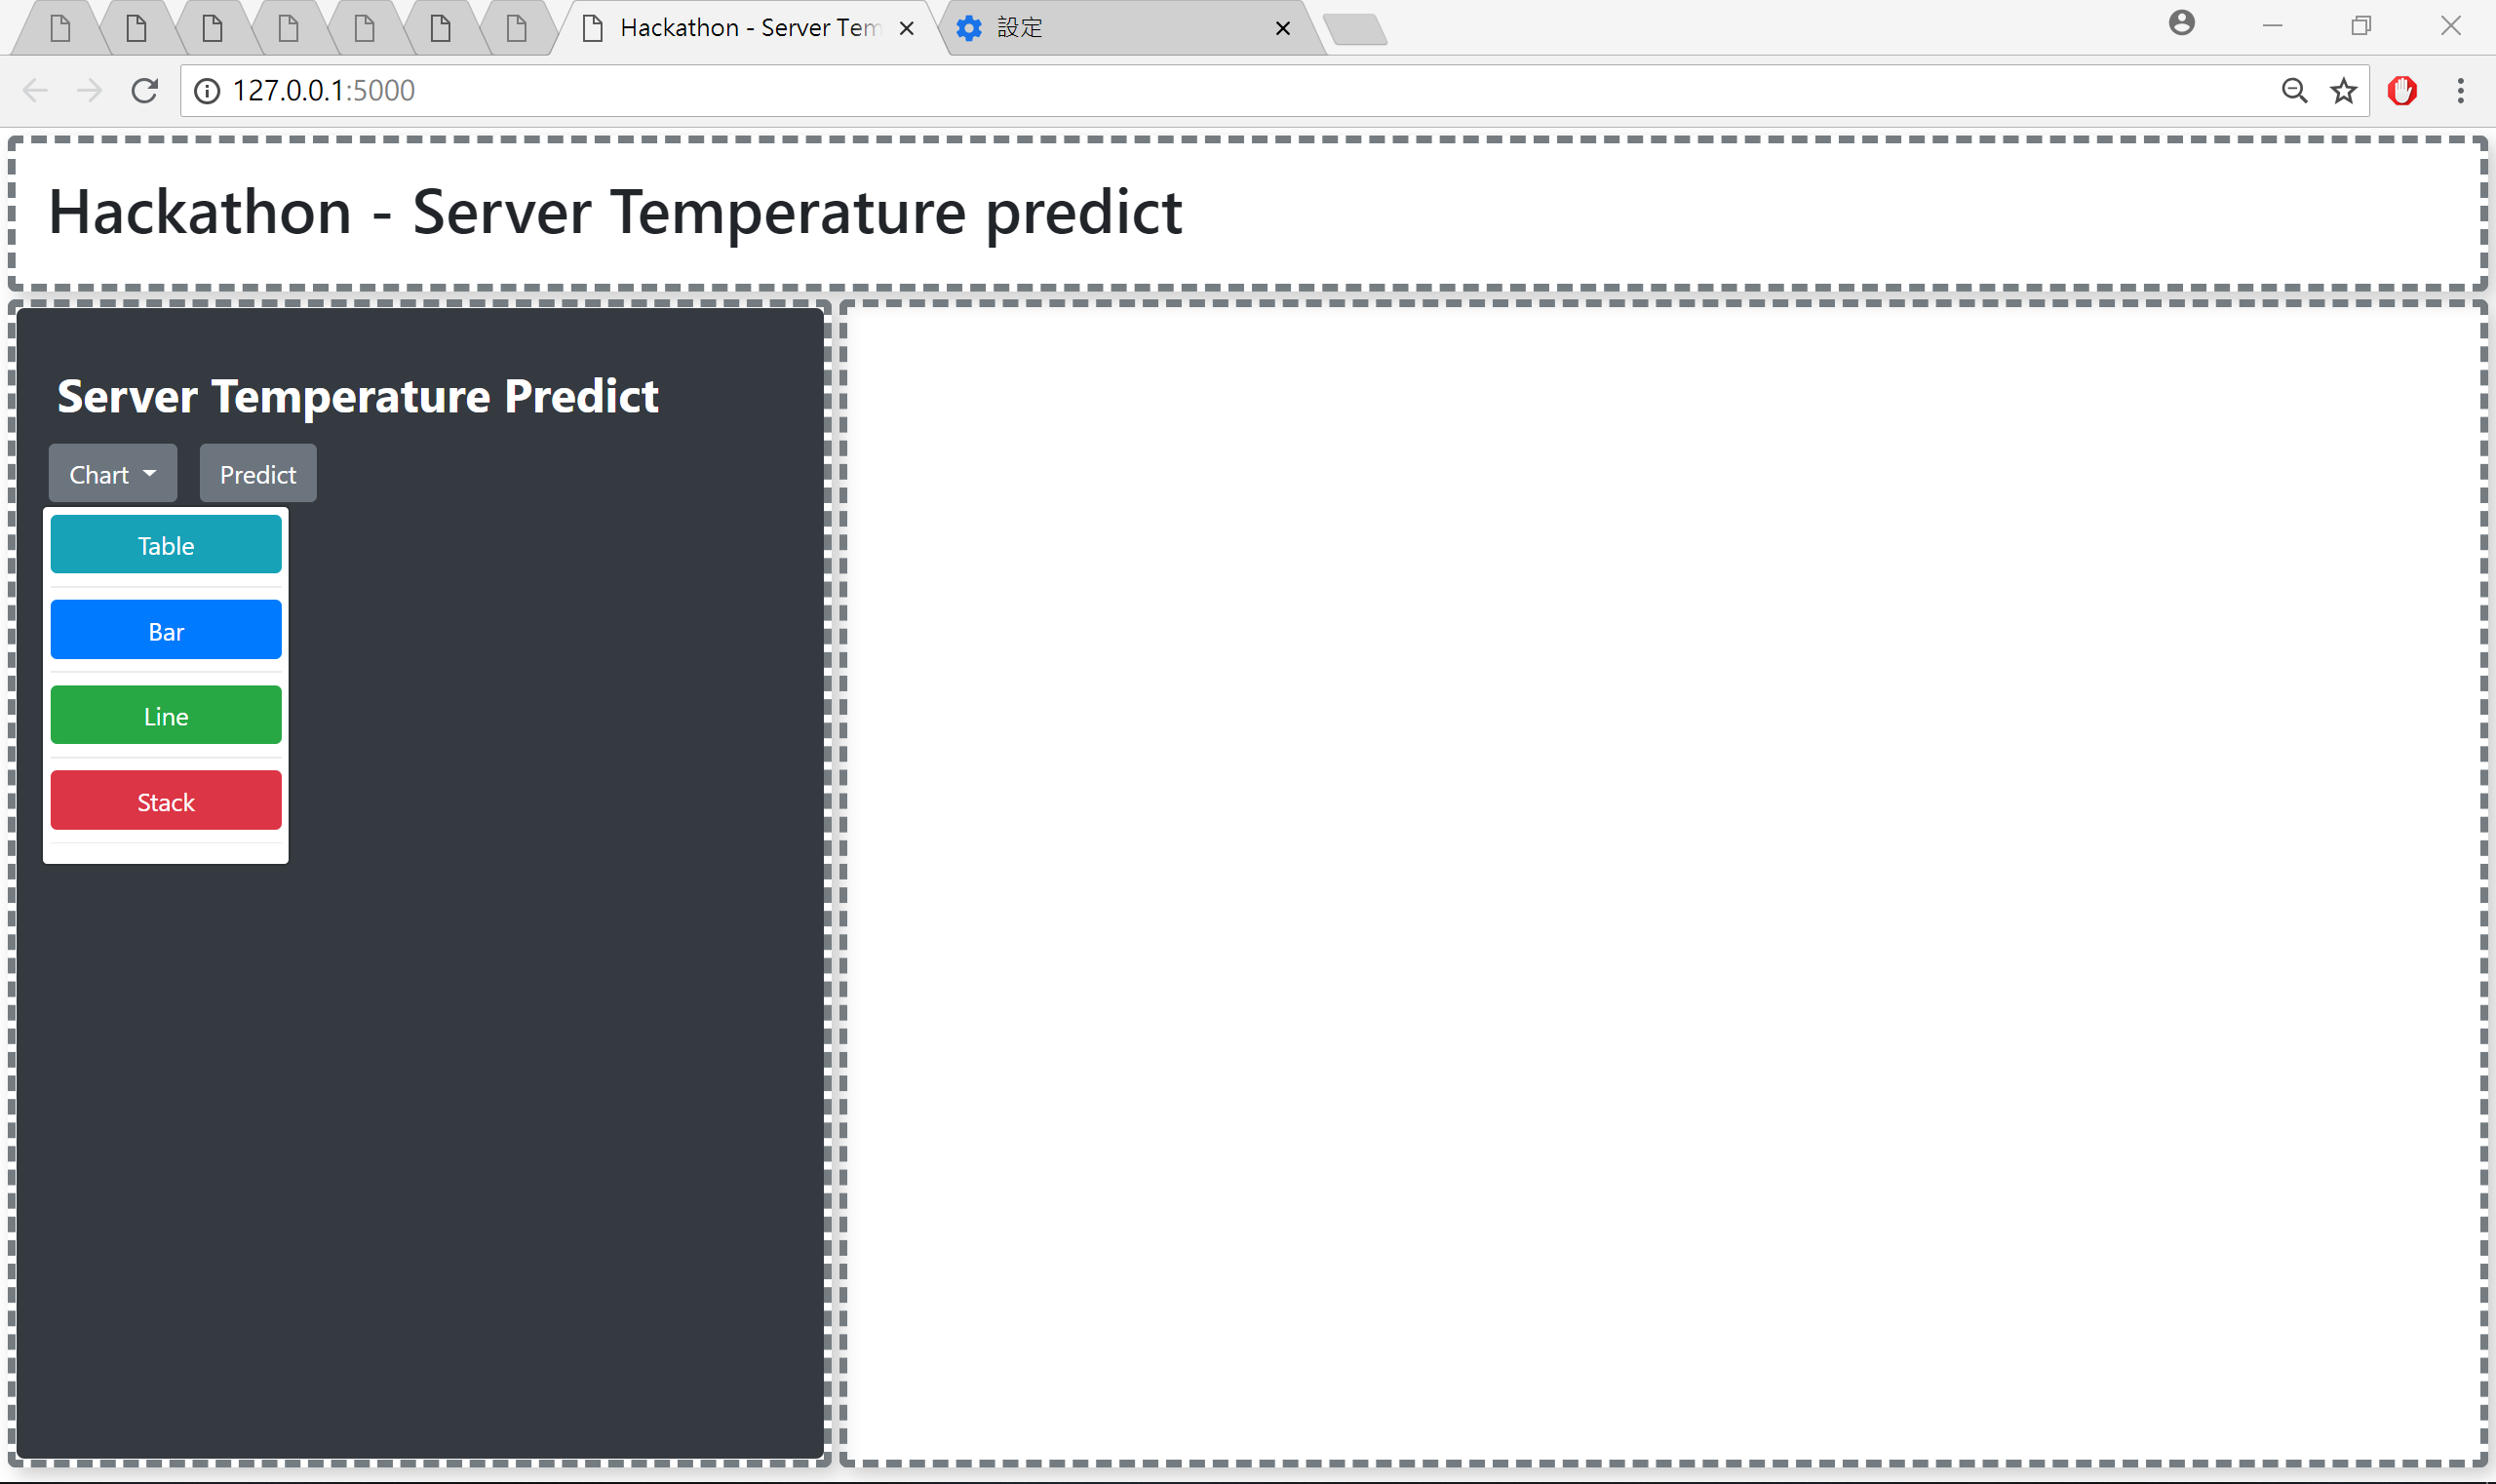 Hackathon - Server Tem
設定
127.0.0.1:5000
Hackathon - Server Temperature predict
Server Temperature Predict
Chart
Predict
Table
Bar
Line
Stack